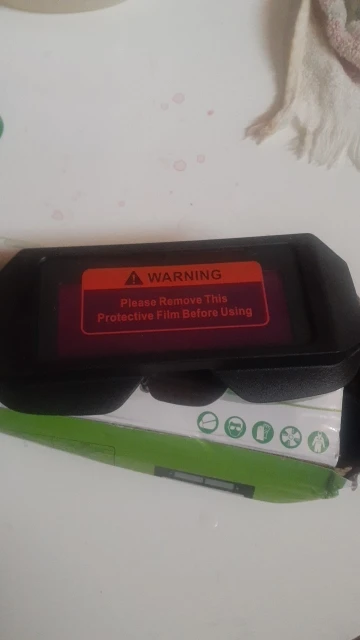 WARNING
Please Remove This
Protective Film Before Using